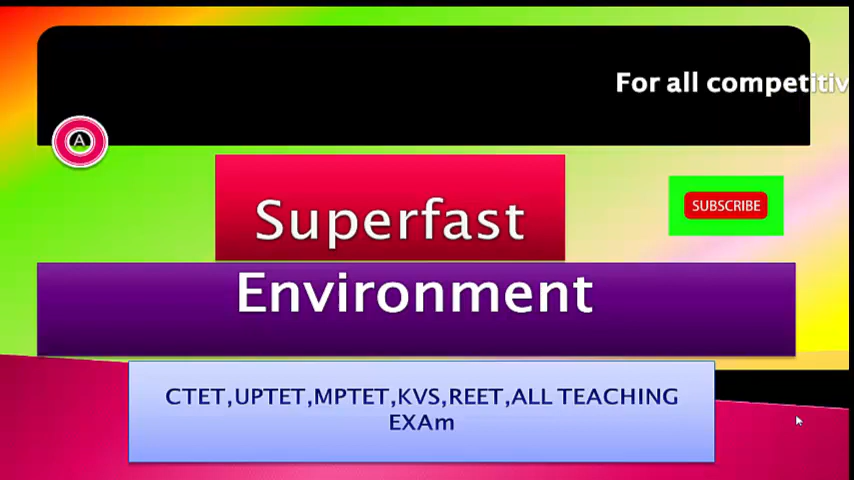 For all competitiv
A
Superfast
SUBSCRIBE
Environment
CTET,UPTET,MPTET,KVS,REET,ALL TEACHING
EXAm